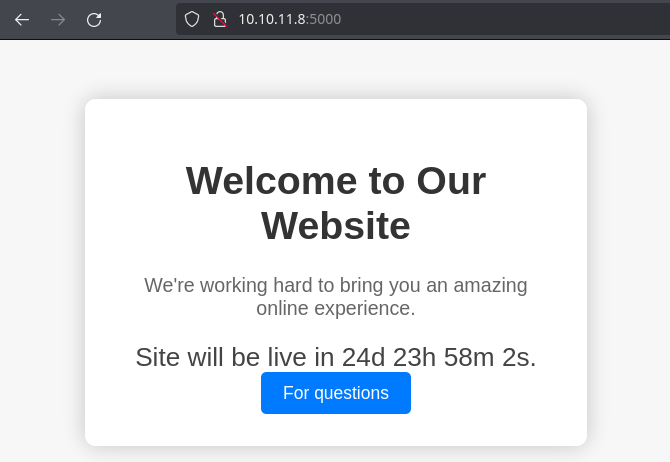 10.10.11.8:5000
Welcome to Our
Website
We're working hard to bring you an amazing
online experience.
Site will be live in 24d 23h 58m 2s.
For questions